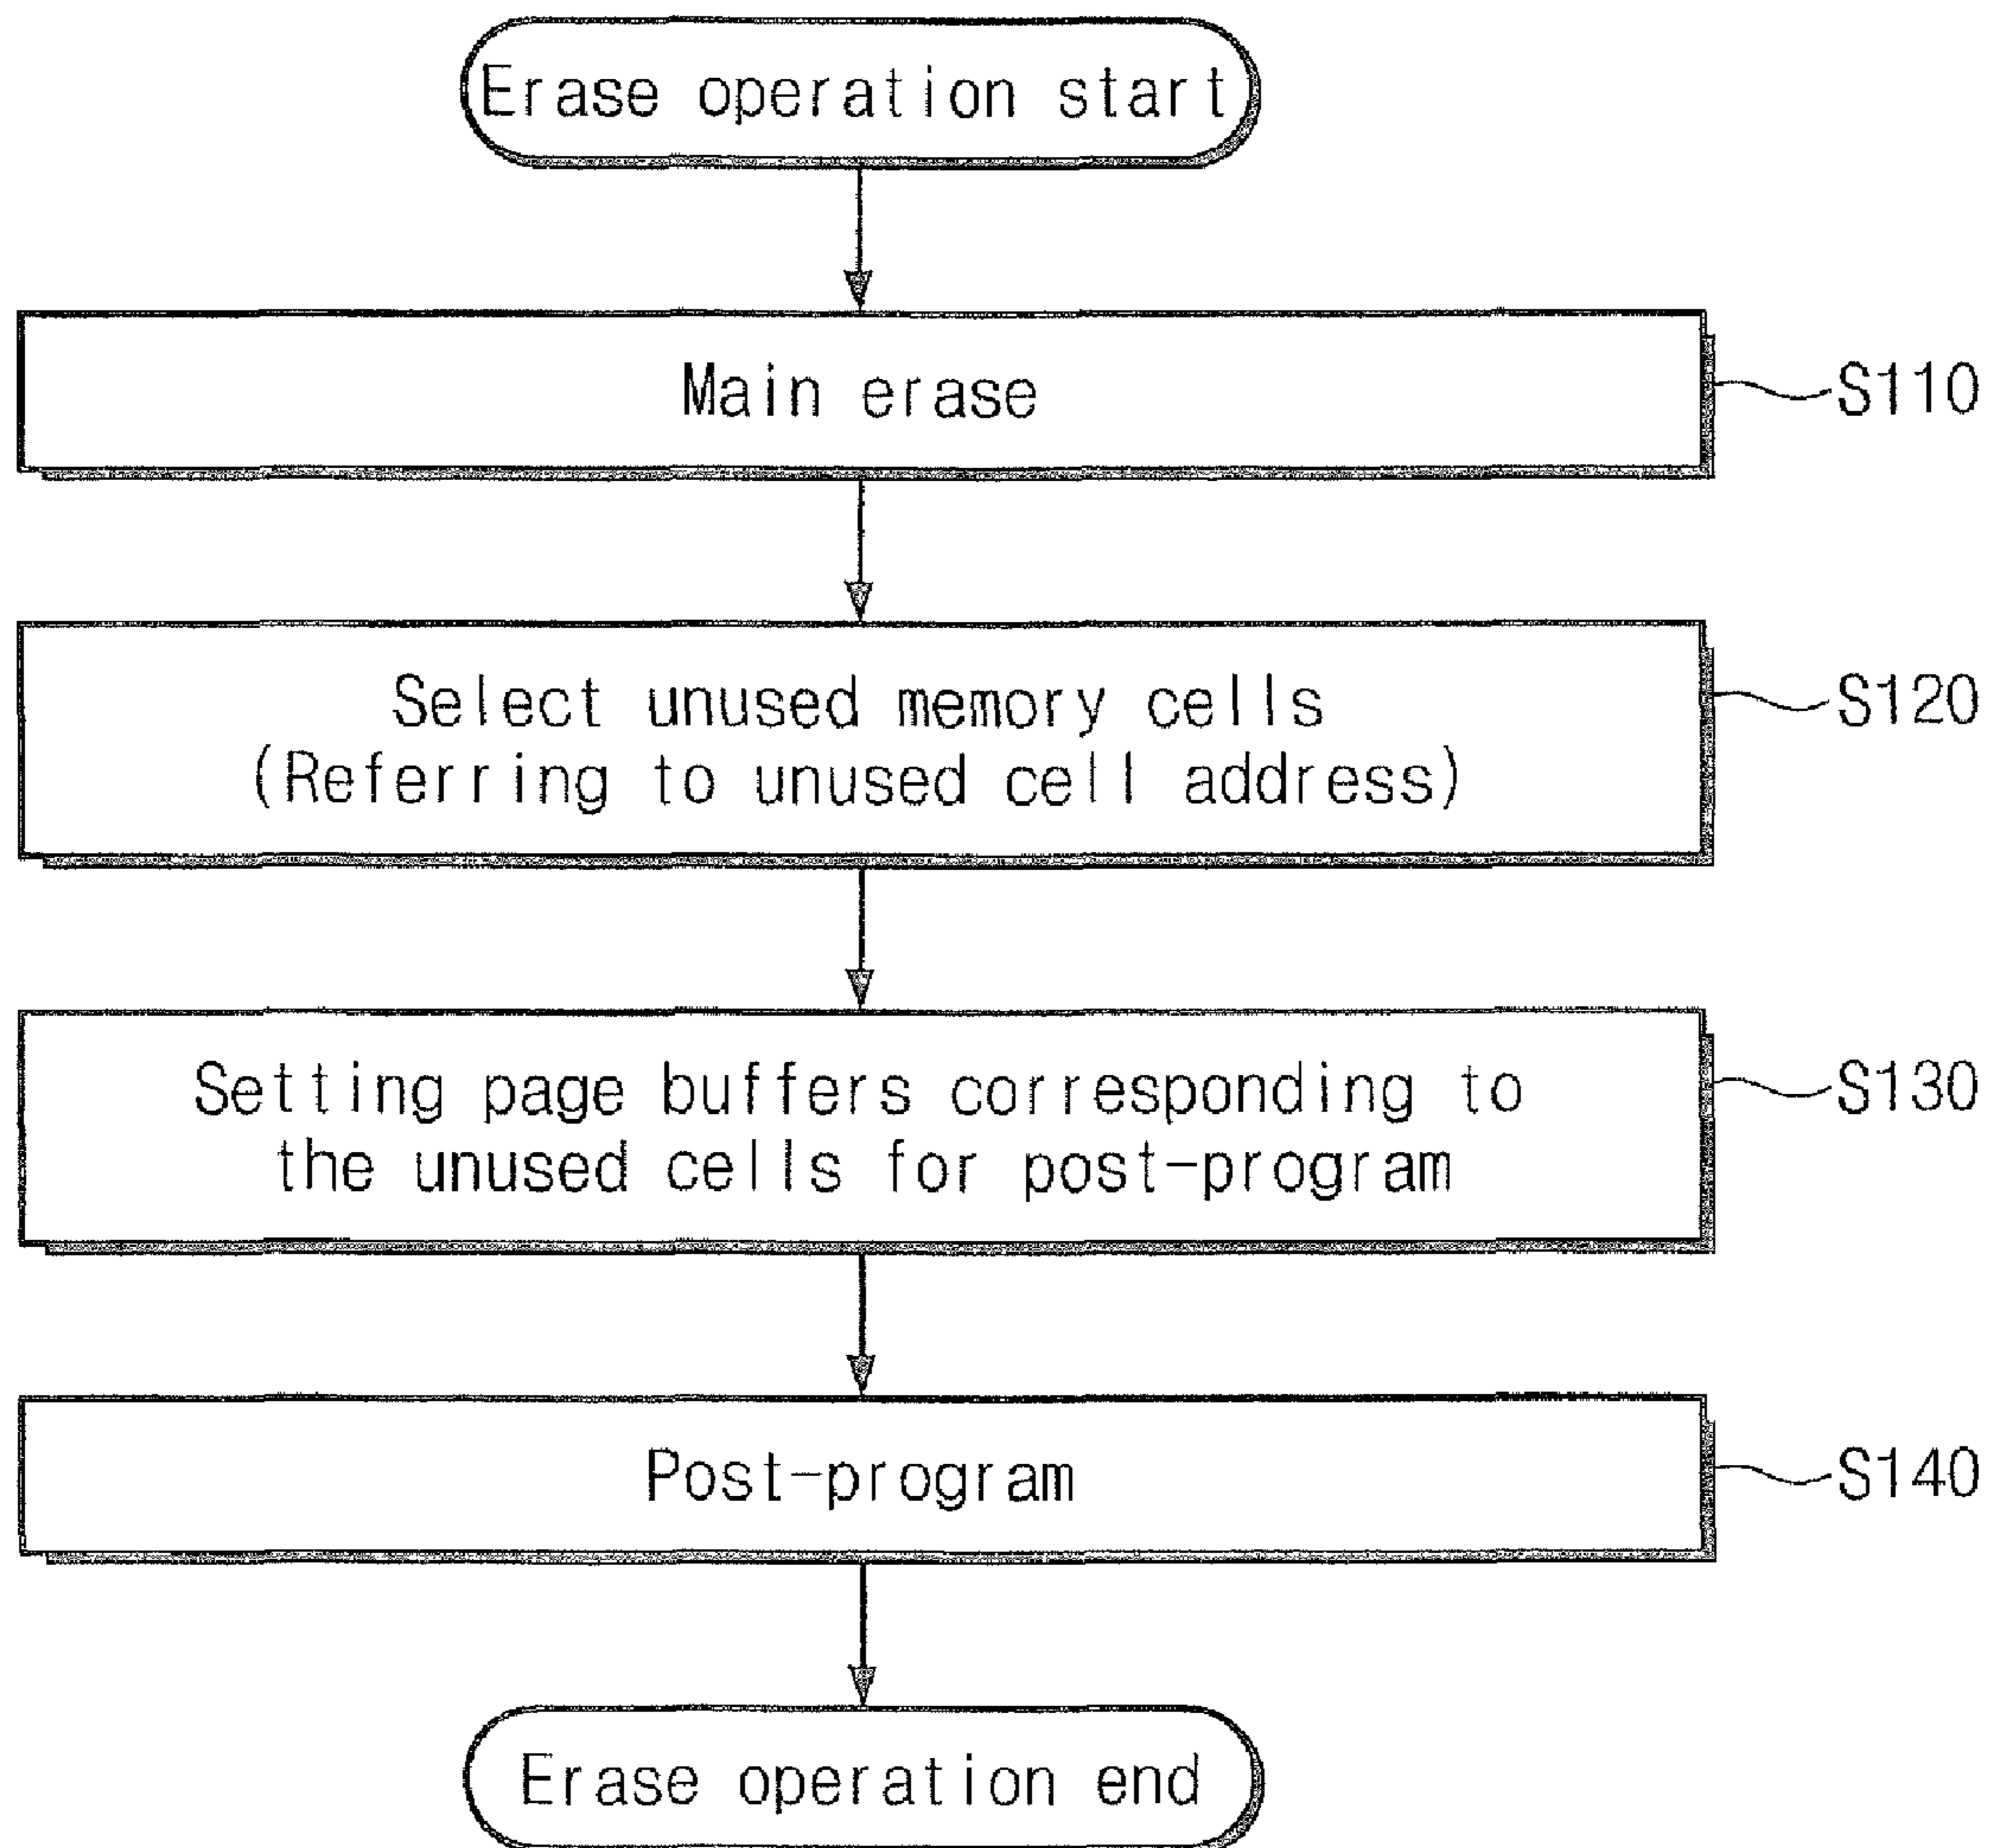 Erase operation start
Main erase
S110
Select unused memory cells
(Referring to unused cell address)
S120
Setting page buffers corresponding to
the unused cells for post-program
S130
Post-program
S140
Erase operation end